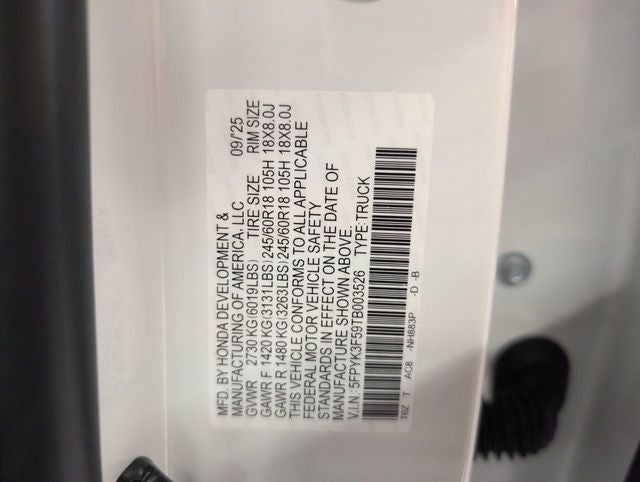 MFD. BY HONDA DEVELOPMENT &
MANUFACTURING OF AMERICA, LLC 09/'25
GVWR 2730 KG(6019LBS) TIRE SIZE RIM SIZE
GAWR F 1420 KG(3131LBS) 245/60R18 105H 18X8.0J
GAWR R 1480 KG(3263LBS) 245/60R18 105H 18X8.0J
THIS VEHICLE CONFORMS TO ALL APPLICABLE
FEDERAL MOTOR VEHICLE SAFETY
STANDARDS IN EFFECT ON THE DATE OF
MANUFACTURE SHOWN ABOVE.
V.I.N.: 5FPYK3F59TB003526 TYPE:TRUCK
T6Z T AC8 -NH883P -D -B